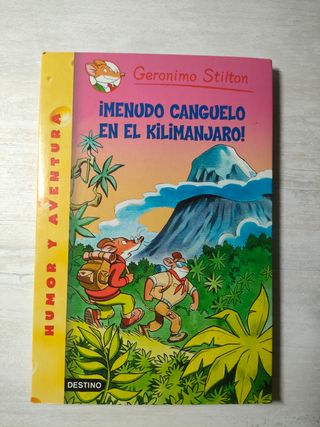 Geronimo Stilton
¡MENUDO CANGUELO
EN EL KILIMANJARO!
HUMOR Y AVENTURA
DESTINO